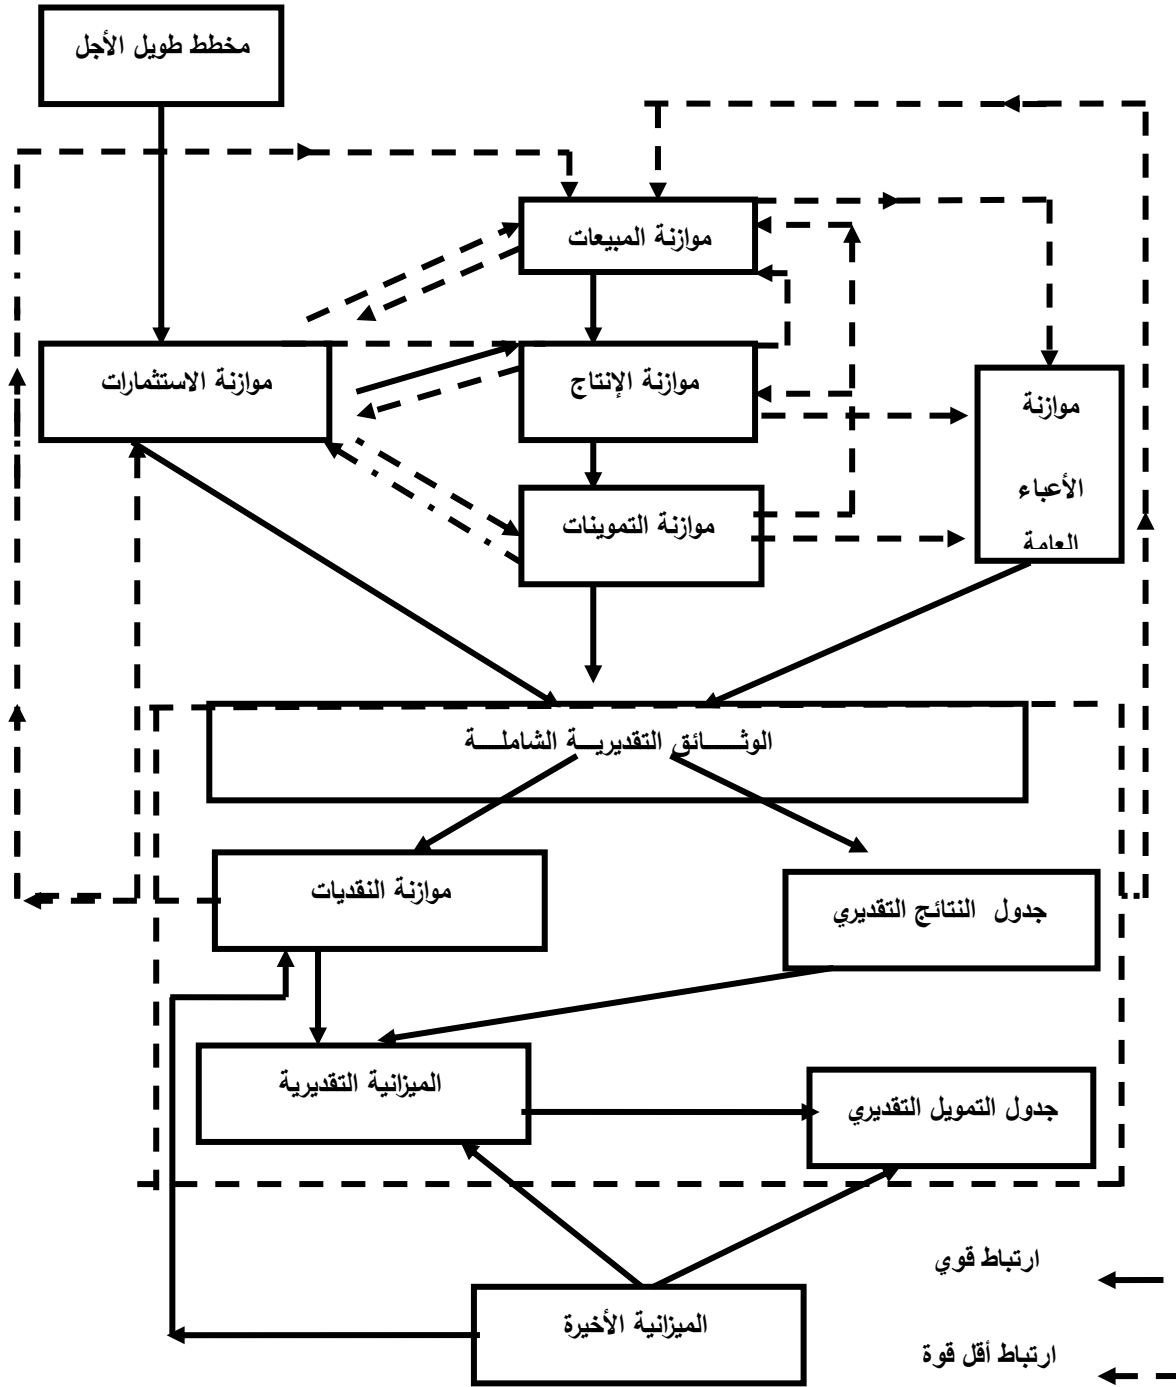 مخطط طويل الأجل
موازنة المبيعات
موازنة الاستثمارات
موازنة الإنتاج
موازنة
الأعباء
العامة
موازنة التموينات
الوثـــــائق التقديريـــة الشاملـــة
موازنة النقديات
جدول النتائج التقديري
الميزانية التقديرية
جدول التمويل التقديري
ارتباط قوي
الميزانية الأخيرة
ارتباط أقل قوة